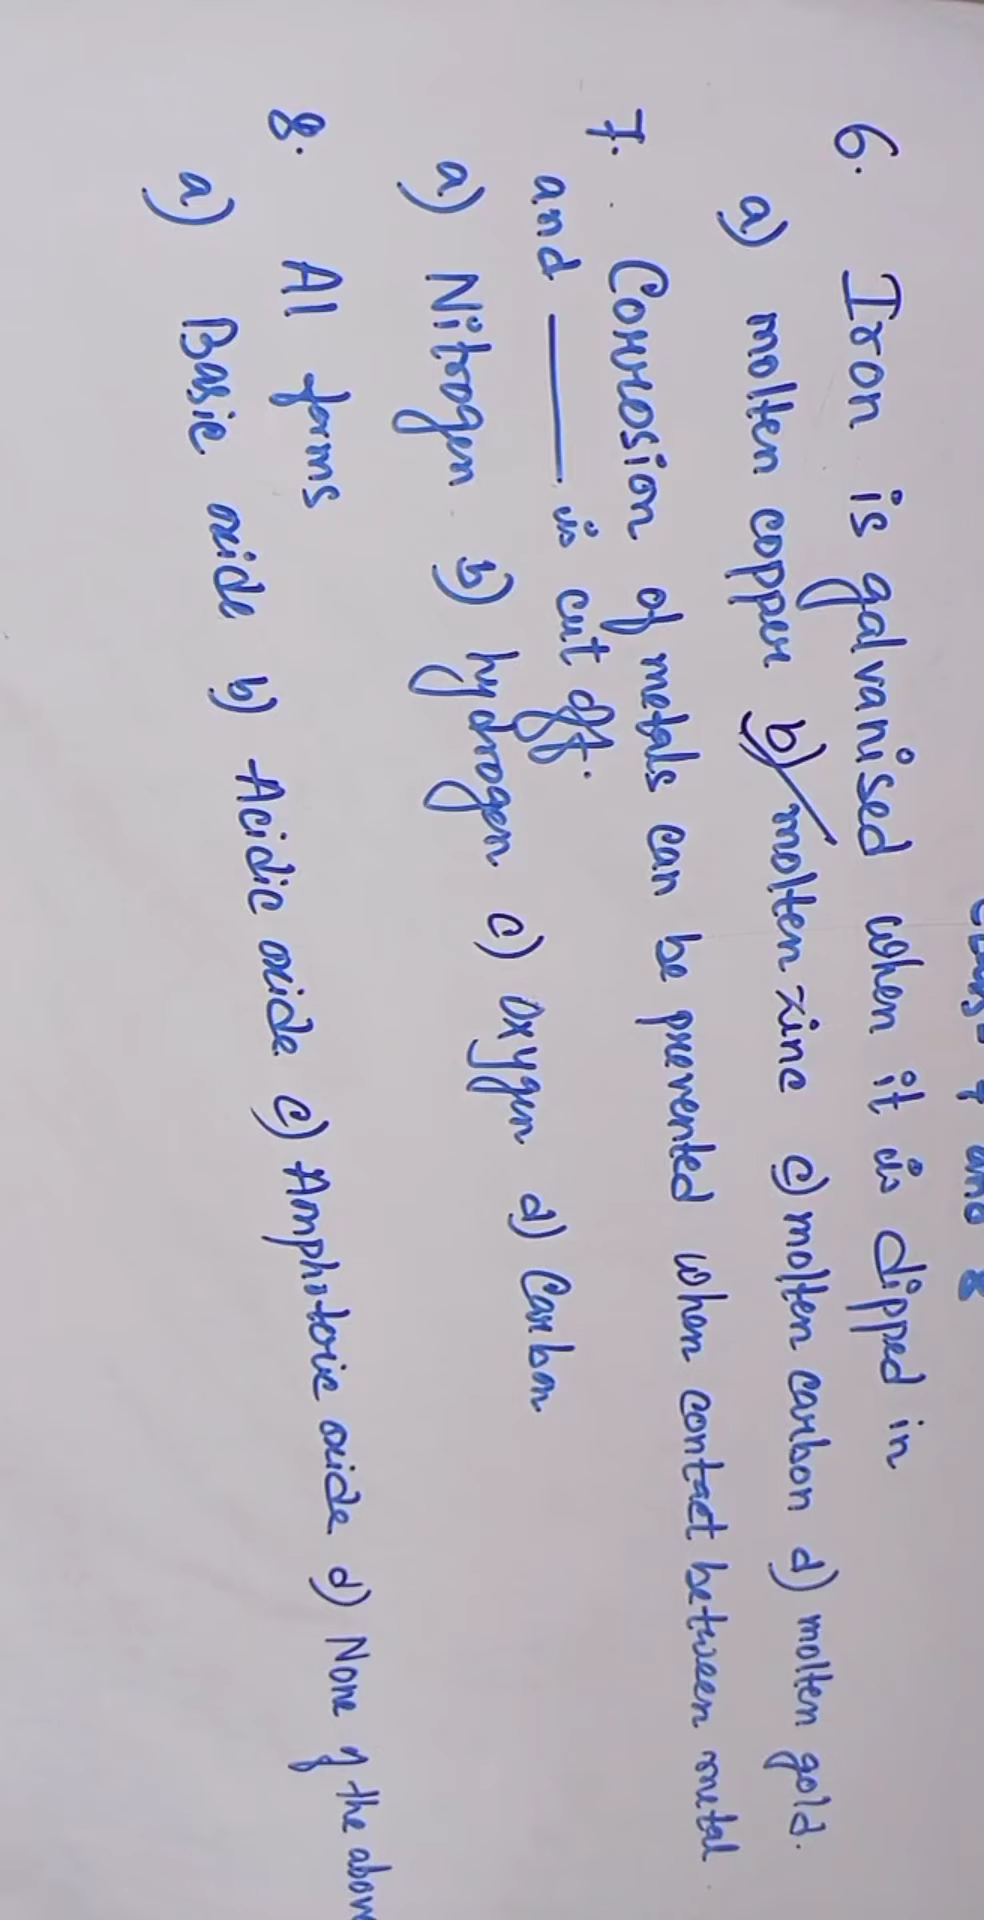 6. Iron is galvanised when it is dipped in
a) molten copper b) molten zinc c) molten carbon d) molten gold.
7. Corrosion of metals can be prevented when contact between metal
and ____ is cut off.
a) Nitrogen b) hydrogen c) Oxygen d) Carbon
8. Al forms
a) Basic oxide b) Acidic oxide c) Amphoteric oxide d) None of the above